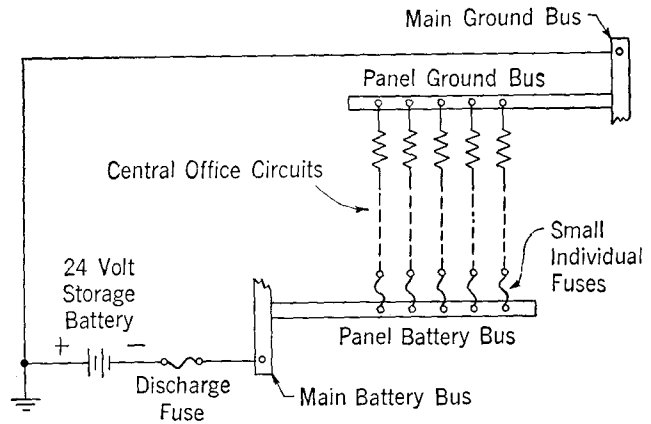 Main Ground Bus
Panel Ground Bus
Central Office Circuits
Small
Individual
Fuses
24 Volt
Storage
Battery
+ −
Panel Battery Bus
Discharge
Fuse
Main Battery Bus